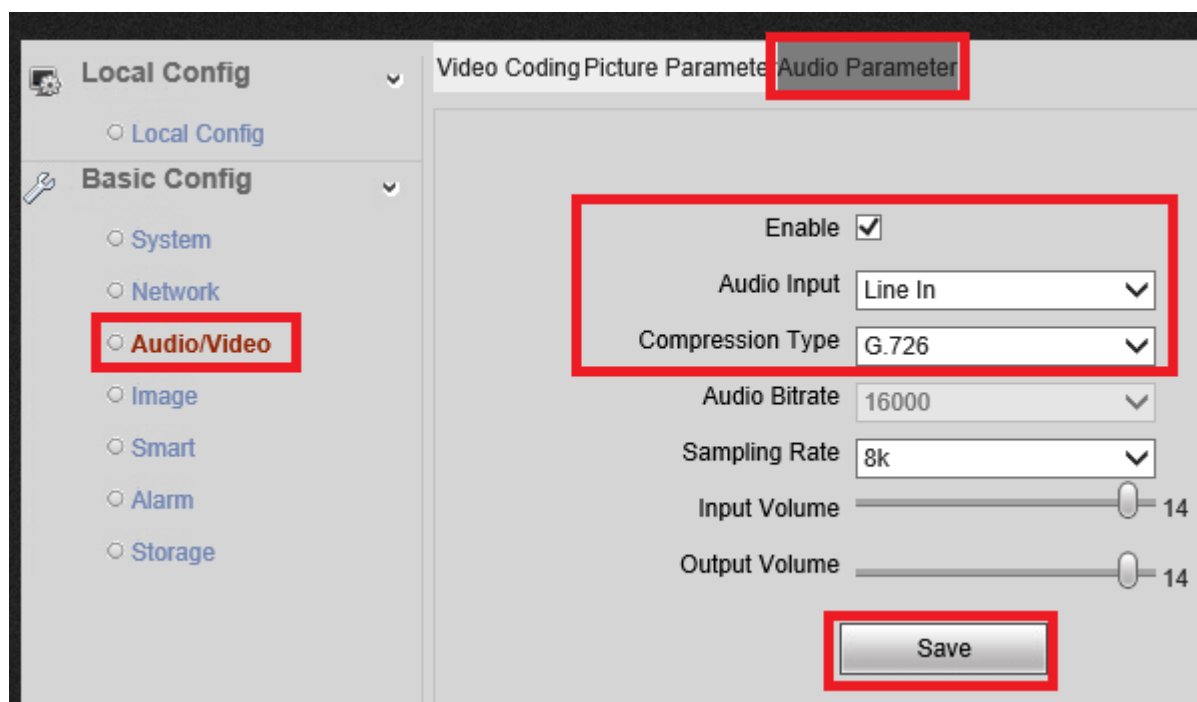 Local Config
Local Config
Basic Config
System
Network
Audio/Video
Image
Smart
Alarm
Storage
Video Coding Picture Paramete Audio Parameter
Enable
Audio Input Line In
Compression Type G.726
Audio Bitrate 16000
Sampling Rate 8k
Input Volume 14
Output Volume 14
Save